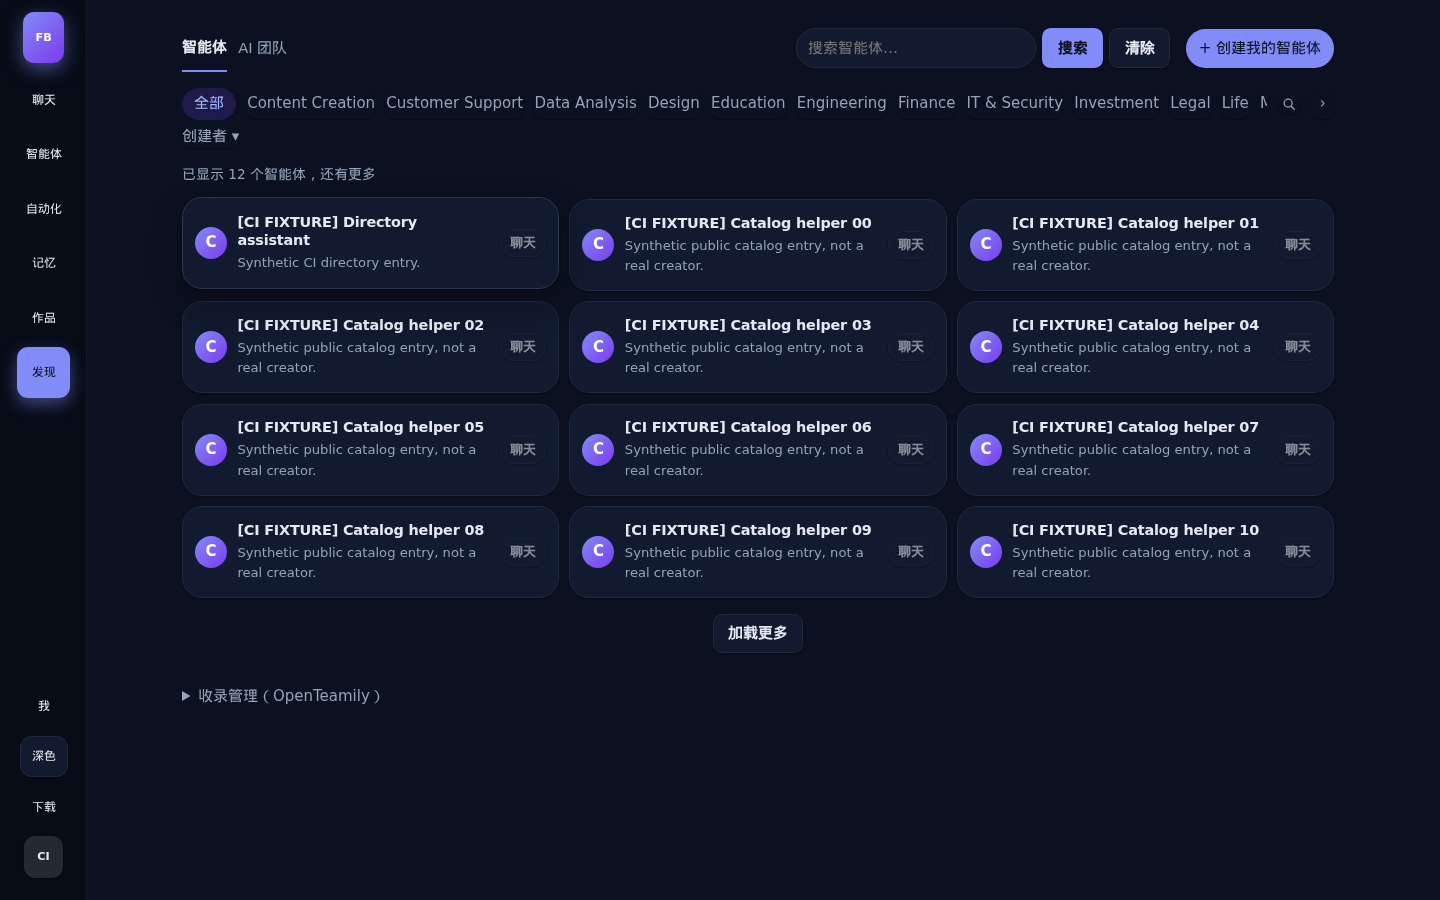 FB
聊天
智能体
自动化
记忆
作品
发现
我
深色
下载
CI
智能体 AI 团队
搜索智能体...
搜索
清除
+ 创建我的智能体
全部 Content Creation Customer Support Data Analysis Design Education Engineering Finance IT & Security Investment Legal Life
创建者 ▾
已显示 12 个智能体，还有更多
C
[CI FIXTURE] Directory
assistant
Synthetic CI directory entry.
聊天
C
[CI FIXTURE] Catalog helper 00
Synthetic public catalog entry, not a
real creator.
聊天
C
[CI FIXTURE] Catalog helper 01
Synthetic public catalog entry, not a
real creator.
聊天
C
[CI FIXTURE] Catalog helper 02
Synthetic public catalog entry, not a
real creator.
聊天
C
[CI FIXTURE] Catalog helper 03
Synthetic public catalog entry, not a
real creator.
聊天
C
[CI FIXTURE] Catalog helper 04
Synthetic public catalog entry, not a
real creator.
聊天
C
[CI FIXTURE] Catalog helper 05
Synthetic public catalog entry, not a
real creator.
聊天
C
[CI FIXTURE] Catalog helper 06
Synthetic public catalog entry, not a
real creator.
聊天
C
[CI FIXTURE] Catalog helper 07
Synthetic public catalog entry, not a
real creator.
聊天
C
[CI FIXTURE] Catalog helper 08
Synthetic public catalog entry, not a
real creator.
聊天
C
[CI FIXTURE] Catalog helper 09
Synthetic public catalog entry, not a
real creator.
聊天
C
[CI FIXTURE] Catalog helper 10
Synthetic public catalog entry, not a
real creator.
聊天
加载更多
▶ 收录管理（OpenTeamily）